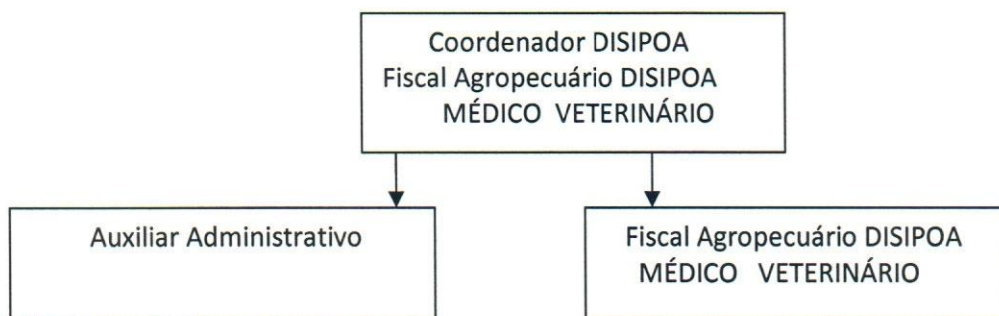 Coordenador DISIPOA
Fiscal Agropecuário DISIPOA
MÉDICO VETERINÁRIO
Auxiliar Administrativo
Fiscal Agropecuário DISIPOA
MÉDICO VETERINÁRIO